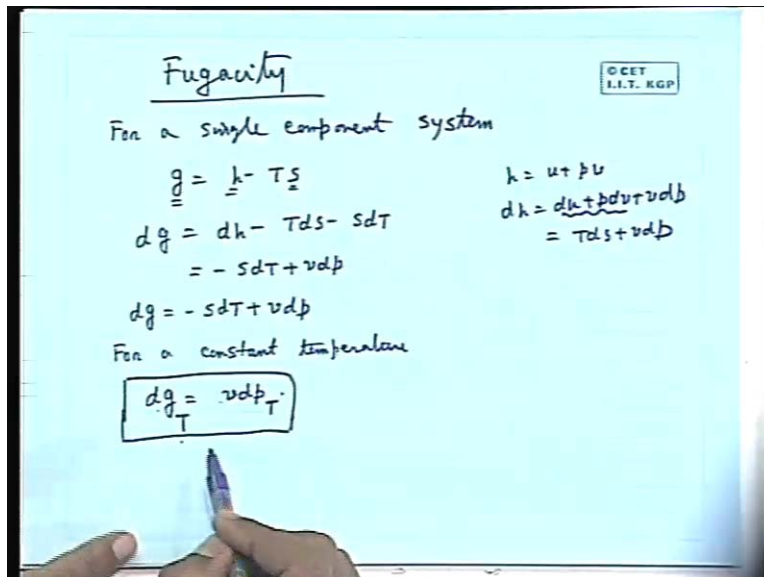 Fugacity
© CET
I.I.T. KGP
For a single component system
g = h - Ts
h = u + pv
dg = dh - Tds - sdT
dh = du + pdv + vdp
= - sdT + vdp
= Tds + vdp
dg = - sdT + vdp
For a constant temperature
dg_T = vdp_T